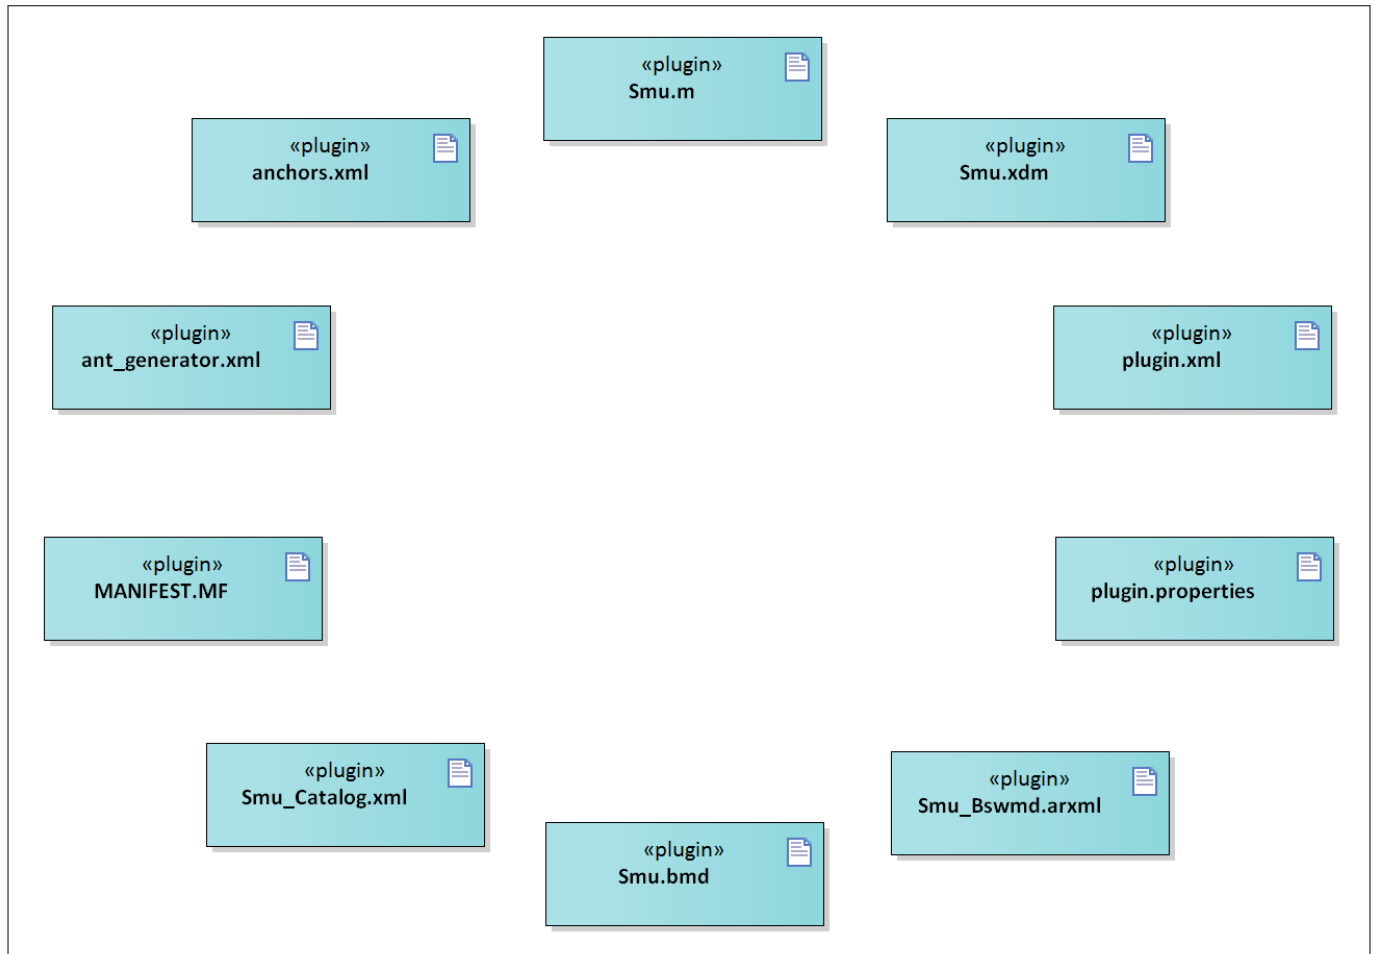 «plugin»
Smu.m
«plugin»
anchors.xml
«plugin»
Smu.xdm
«plugin»
ant_generator.xml
«plugin»
plugin.xml
«plugin»
MANIFEST.MF
«plugin»
plugin.properties
«plugin»
Smu_Catalog.xml
«plugin»
Smu_Bswmd.arxml
«plugin»
Smu.bmd